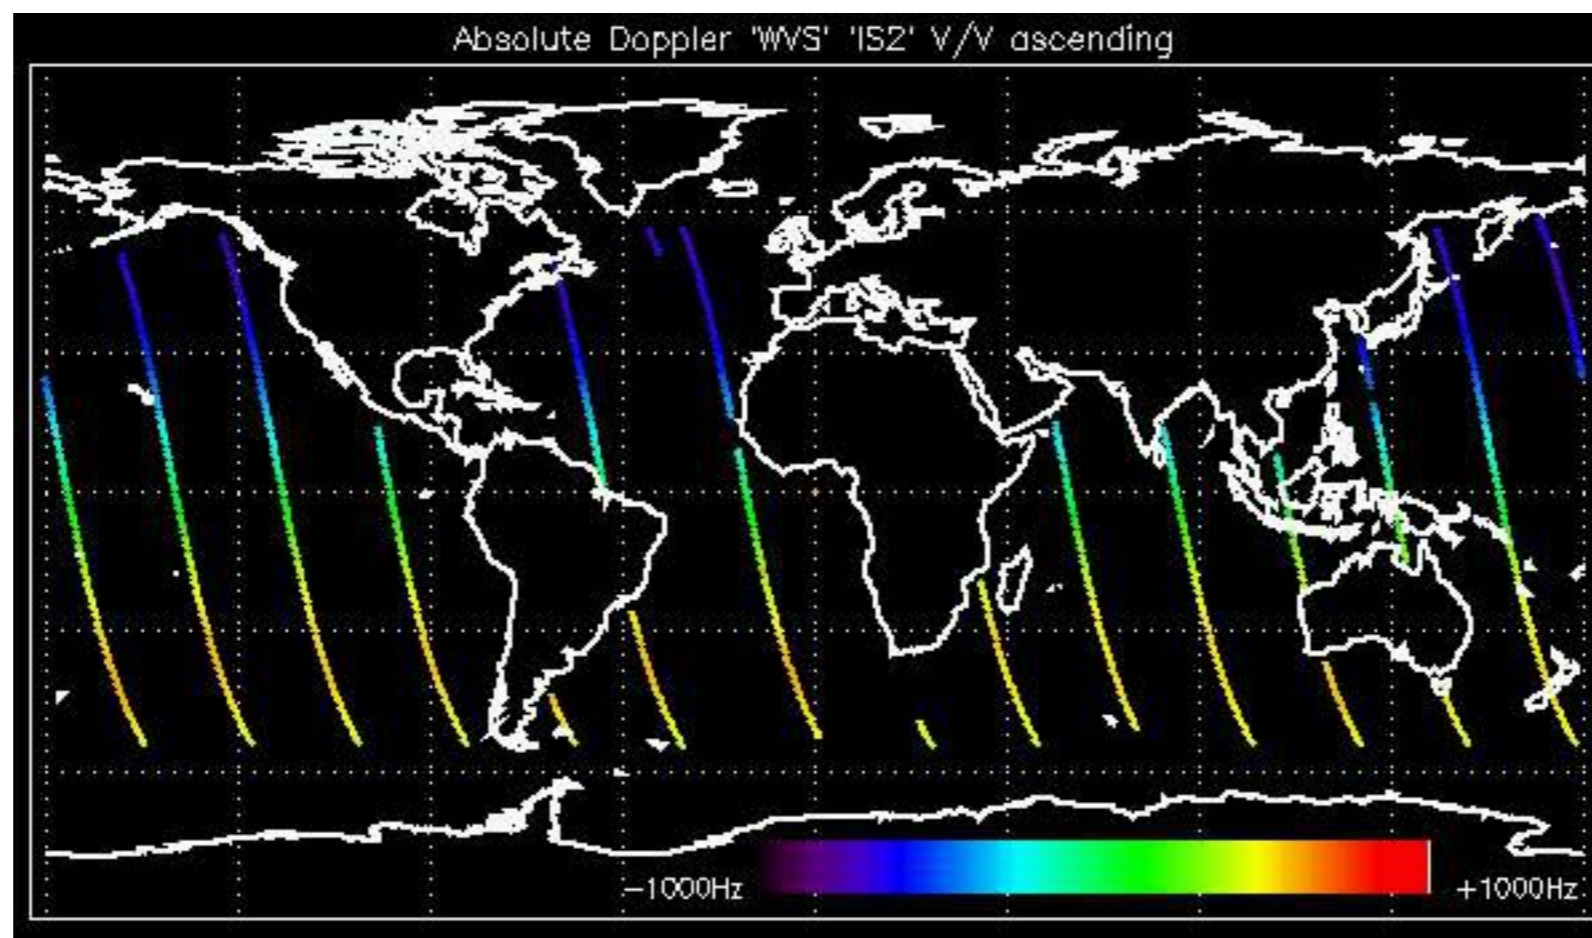 Absolute Doppler 'WVS' 'IS2' V/V ascending
-1000Hz +1000Hz